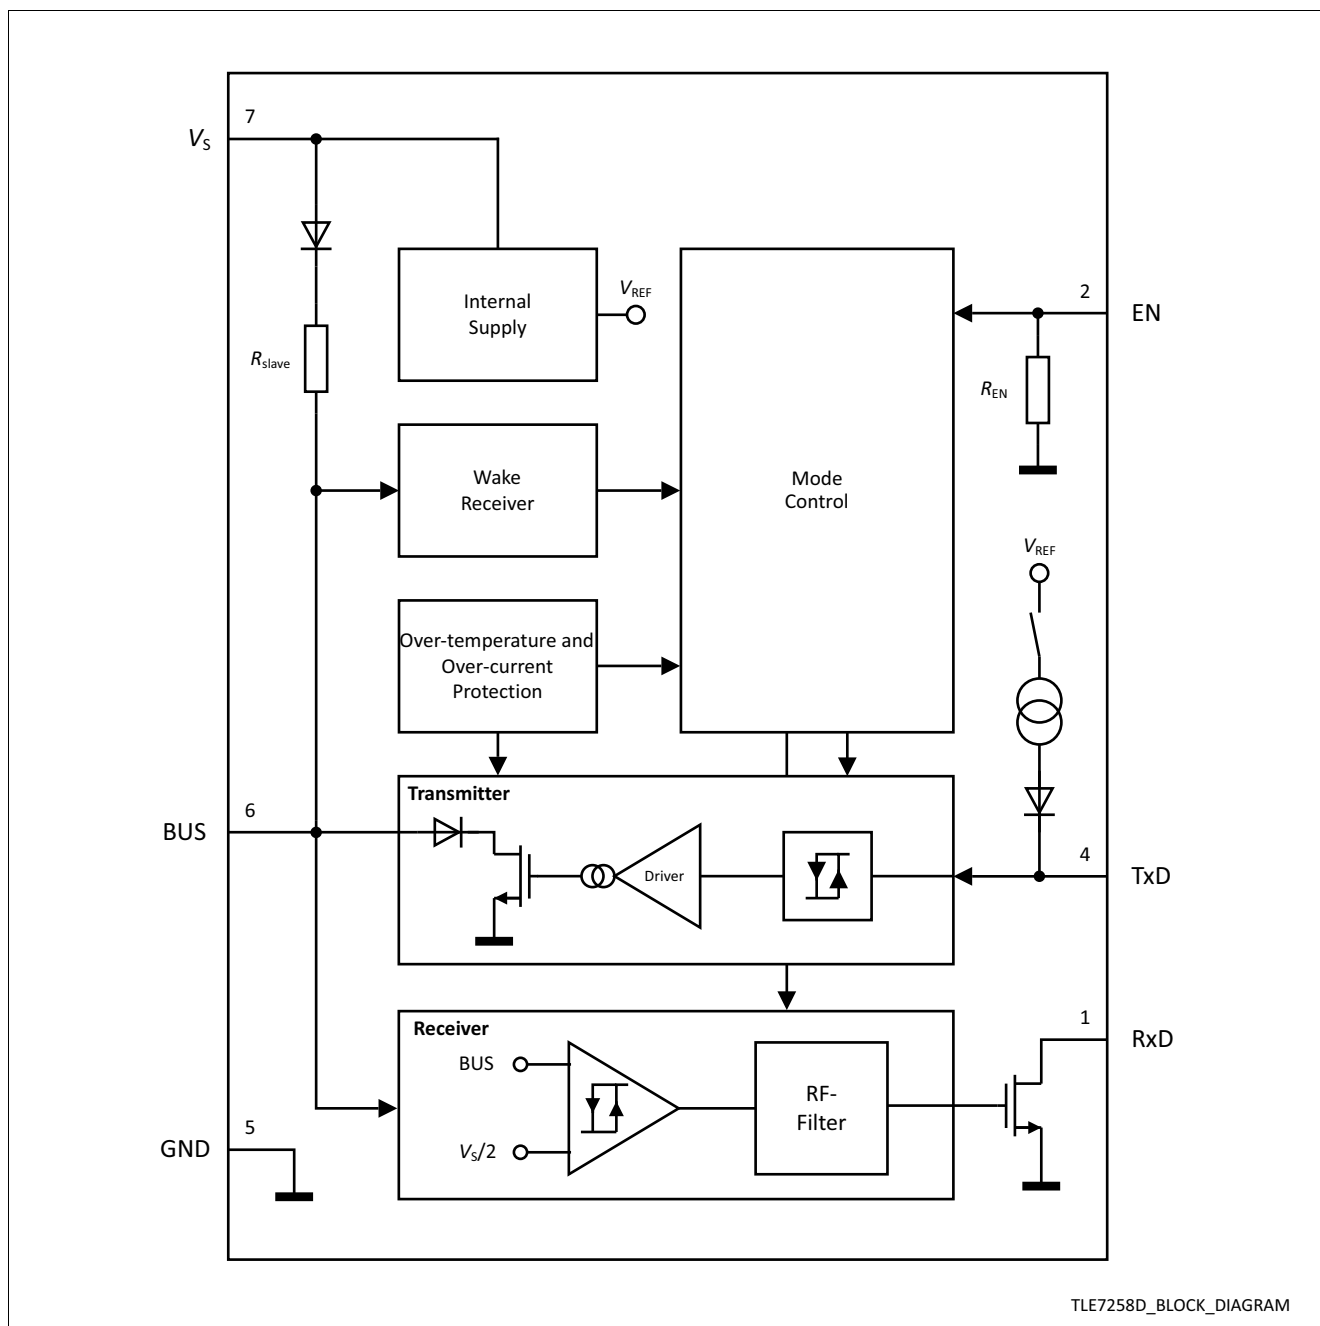 7
VS
Internal
Supply
VREF
2
EN
Rslave
REN
Wake
Receiver
Mode
Control
VREF
Over-temperature and
Over-current
Protection
Transmitter
6
BUS
Driver
4
TxD
Receiver
1
RxD
BUS
RF-
Filter
5
GND
VS/2
TLE7258D_BLOCK_DIAGRAM